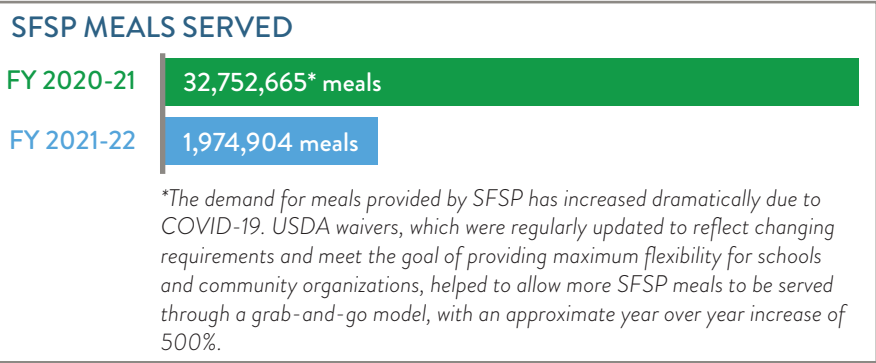 SFSP MEALS SERVED
FY 2020-21 32,752,665* meals
FY 2021-22 1,974,904 meals
*The demand for meals provided by SFSP has increased dramatically due to
COVID-19. USDA waivers, which were regularly updated to reflect changing
requirements and meet the goal of providing maximum flexibility for schools
and community organizations, helped to allow more SFSP meals to be served
through a grab-and-go model, with an approximate year over year increase of
500%.